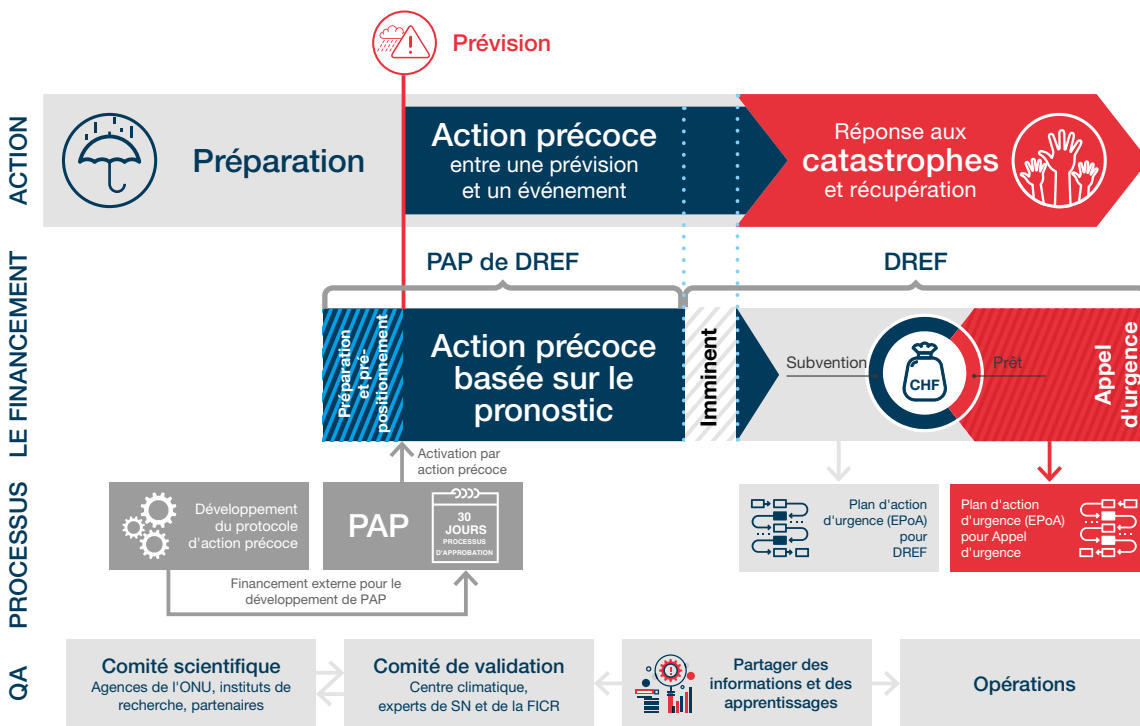 Prévision
ACTION
Préparation
Action précoce
entre une prévision
et un événement
Réponse aux
catastrophes
et récupération
LE FINANCEMENT
PAP de DREF
DREF
Préparation
et pré-
positionnement
Action précoce
basée sur le
pronostic
Imminent
Subvention
CHF
Prêt
Appel
d'urgence
PROCESSUS
Activation par
action précoce
Développement
du protocole
d'action précoce
PAP
30
JOURS
PROCESSUS
D'APPROBATION
Financement externe pour le
développement de PAP
Plan d'action
d'urgence (EPoA)
pour
DREF
Plan d'action
d'urgence (EPoA)
pour Appel
d'urgence
QA
Comité scientifique
Agences de l'ONU, instituts de
recherche, partenaires
Comité de validation
Centre climatique,
experts de SN et de la FICR
Partager des
informations et des
apprentissages
Opérations